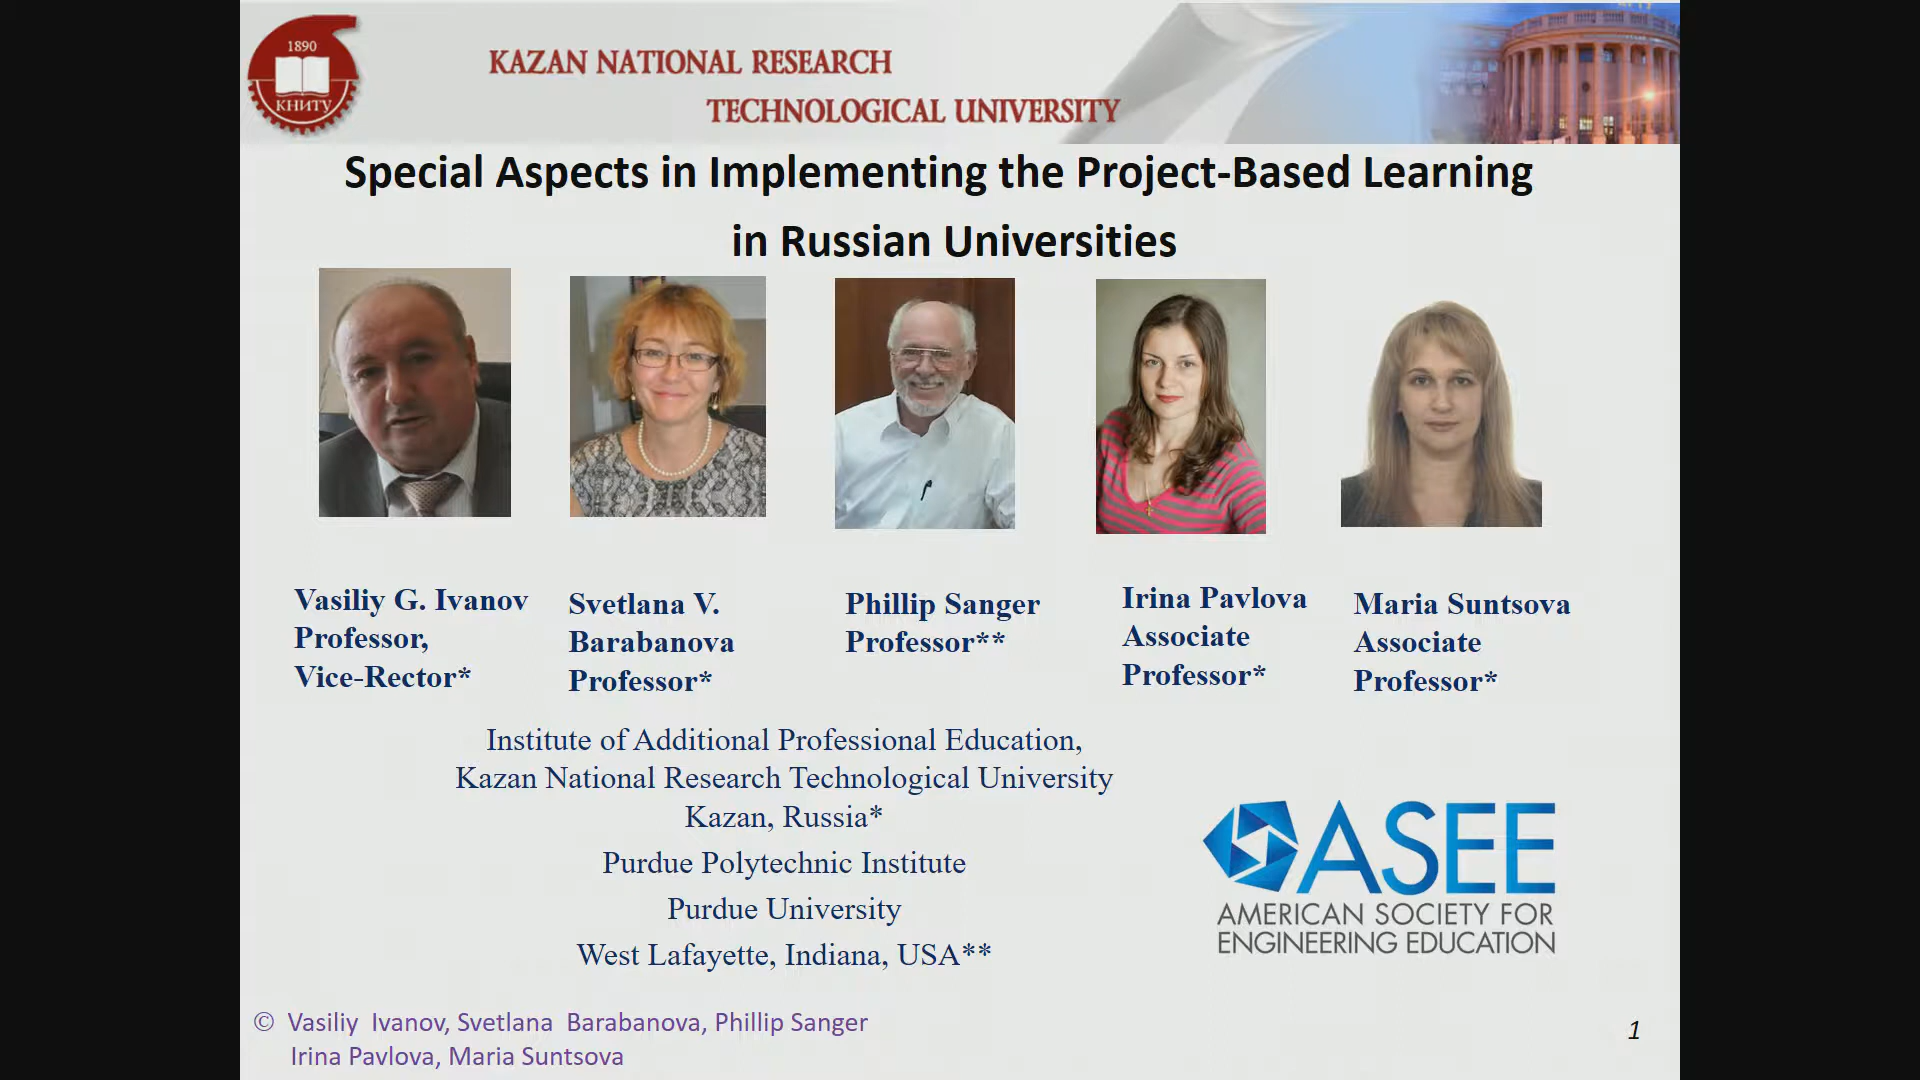 1890
КНИТУ
KAZAN NATIONAL RESEARCH
TECHNOLOGICAL UNIVERSITY
Special Aspects in Implementing the Project-Based Learning
in Russian Universities
Vasiliy G. Ivanov
Professor,
Vice-Rector*
Svetlana V.
Barabanova
Professor*
Phillip Sanger
Professor**
Irina Pavlova
Associate
Professor*
Maria Suntsova
Associate
Professor*
Institute of Additional Professional Education,
Kazan National Research Technological University
Kazan, Russia*
Purdue Polytechnic Institute
Purdue University
West Lafayette, Indiana, USA**
ASEE
AMERICAN SOCIETY FOR
ENGINEERING EDUCATION
© Vasiliy Ivanov, Svetlana Barabanova, Phillip Sanger
Irina Pavlova, Maria Suntsova
1